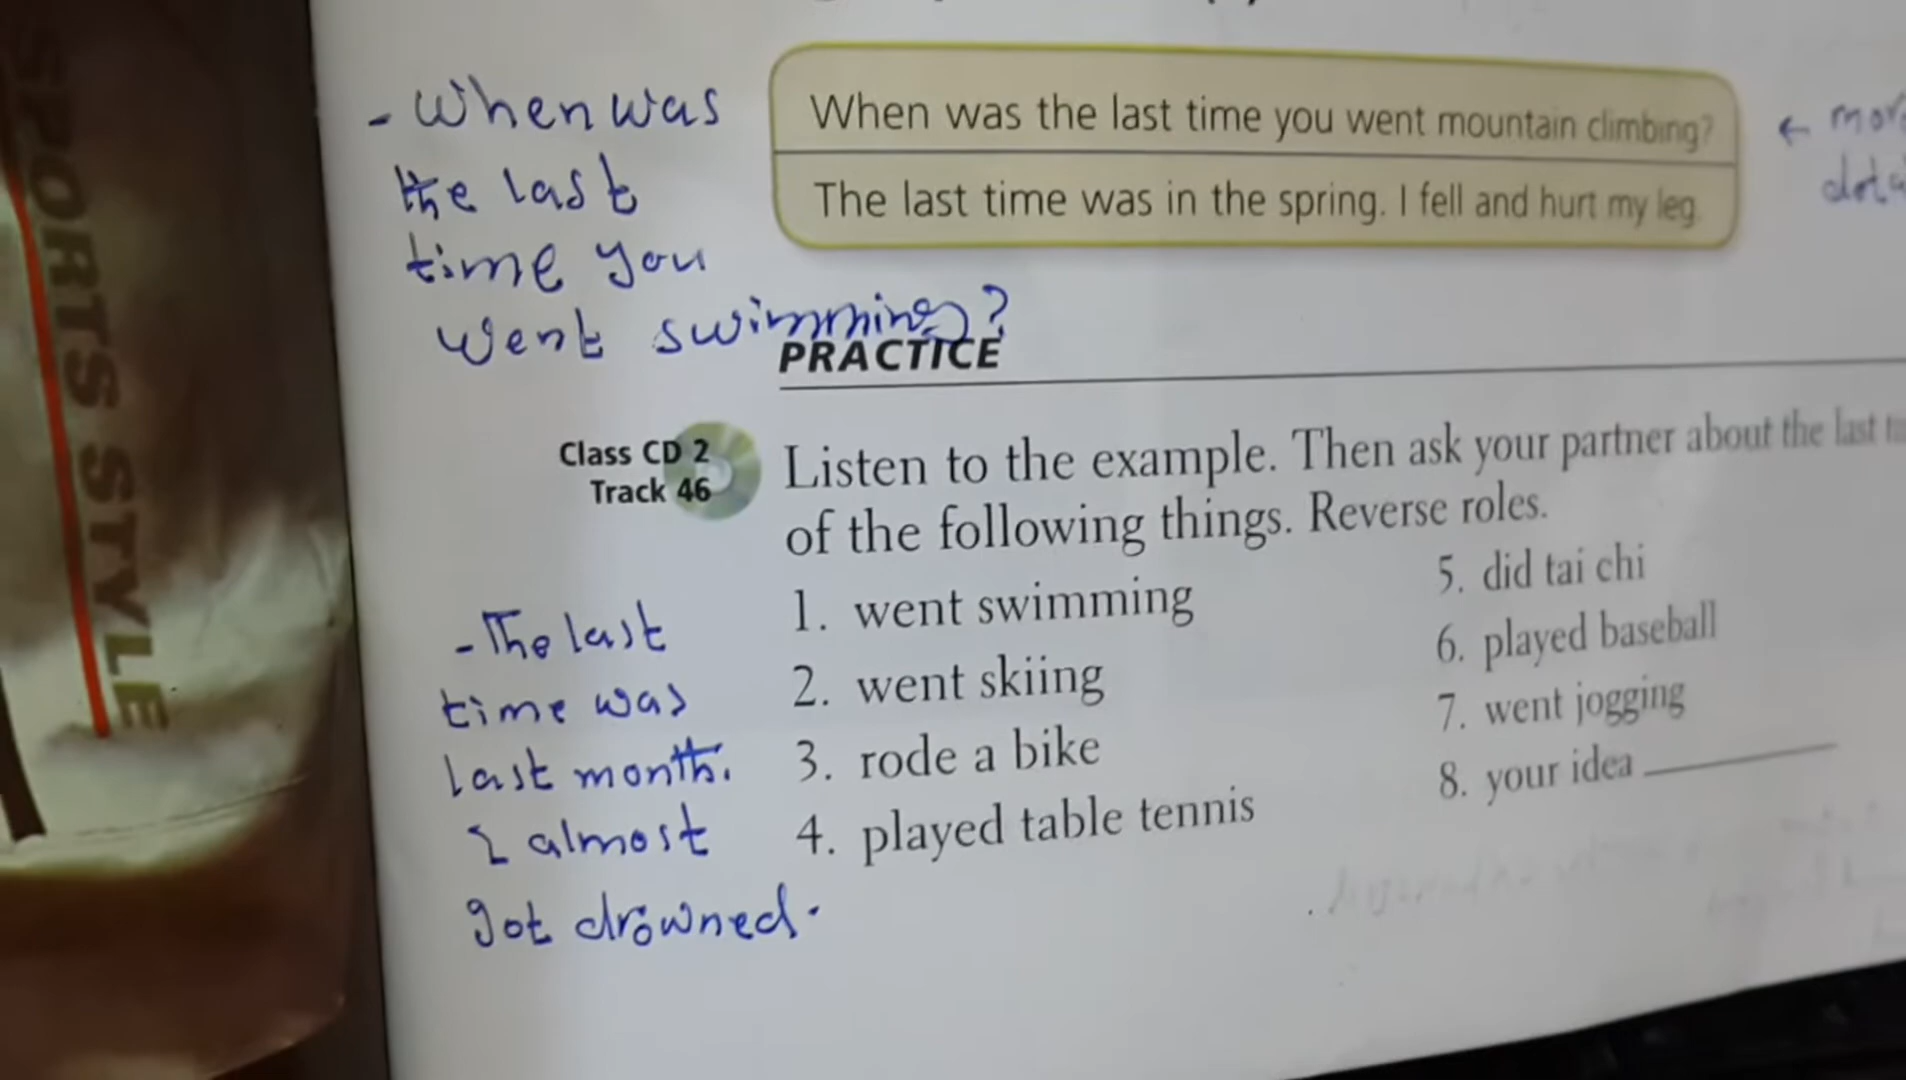 SPORTS STYLE
- When was
the last
time you
went swimming?
When was the last time you went mountain climbing?
The last time was in the spring. I fell and hurt my leg.
←
PRACTICE
Class CD 2
Track 46
Listen to the example. Then ask your partner about the last
of the following things. Reverse roles.
1. went swimming
2. went skiing
3. rode a bike
4. played table tennis
5. did tai chi
6. played baseball
7. went jogging
8. your idea
- The last
time was
last month.
I almost
got drowned.